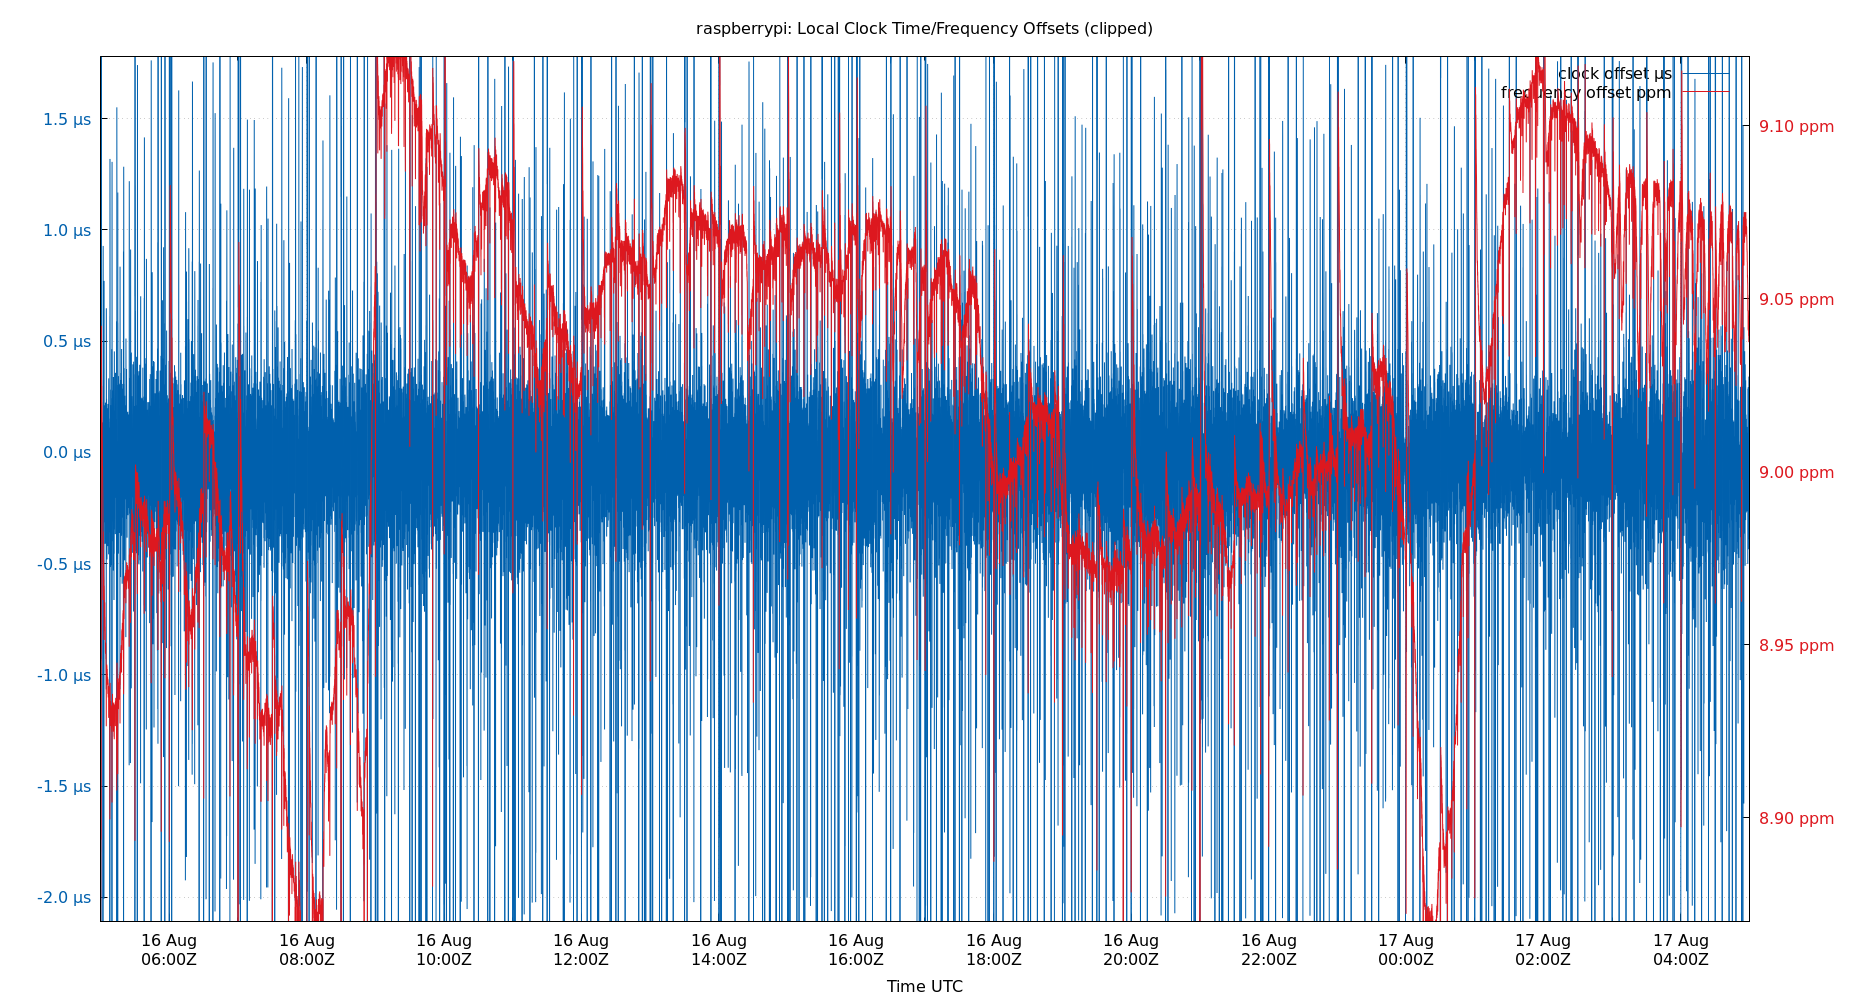 raspberrypi: Local Clock Time/Frequency Offsets (clipped)
clock offset µs
frequency offset ppm
1.5 µs
1.0 µs
0.5 µs
0.0 µs
-0.5 µs
-1.0 µs
-1.5 µs
-2.0 µs
9.10 ppm
9.05 ppm
9.00 ppm
8.95 ppm
8.90 ppm
16 Aug 16 Aug 16 Aug 16 Aug 16 Aug 16 Aug 16 Aug 16 Aug 16 Aug 17 Aug 17 Aug 17 Aug
06:00Z 08:00Z 10:00Z 12:00Z 14:00Z 16:00Z 18:00Z 20:00Z 22:00Z 00:00Z 02:00Z 04:00Z
Time UTC